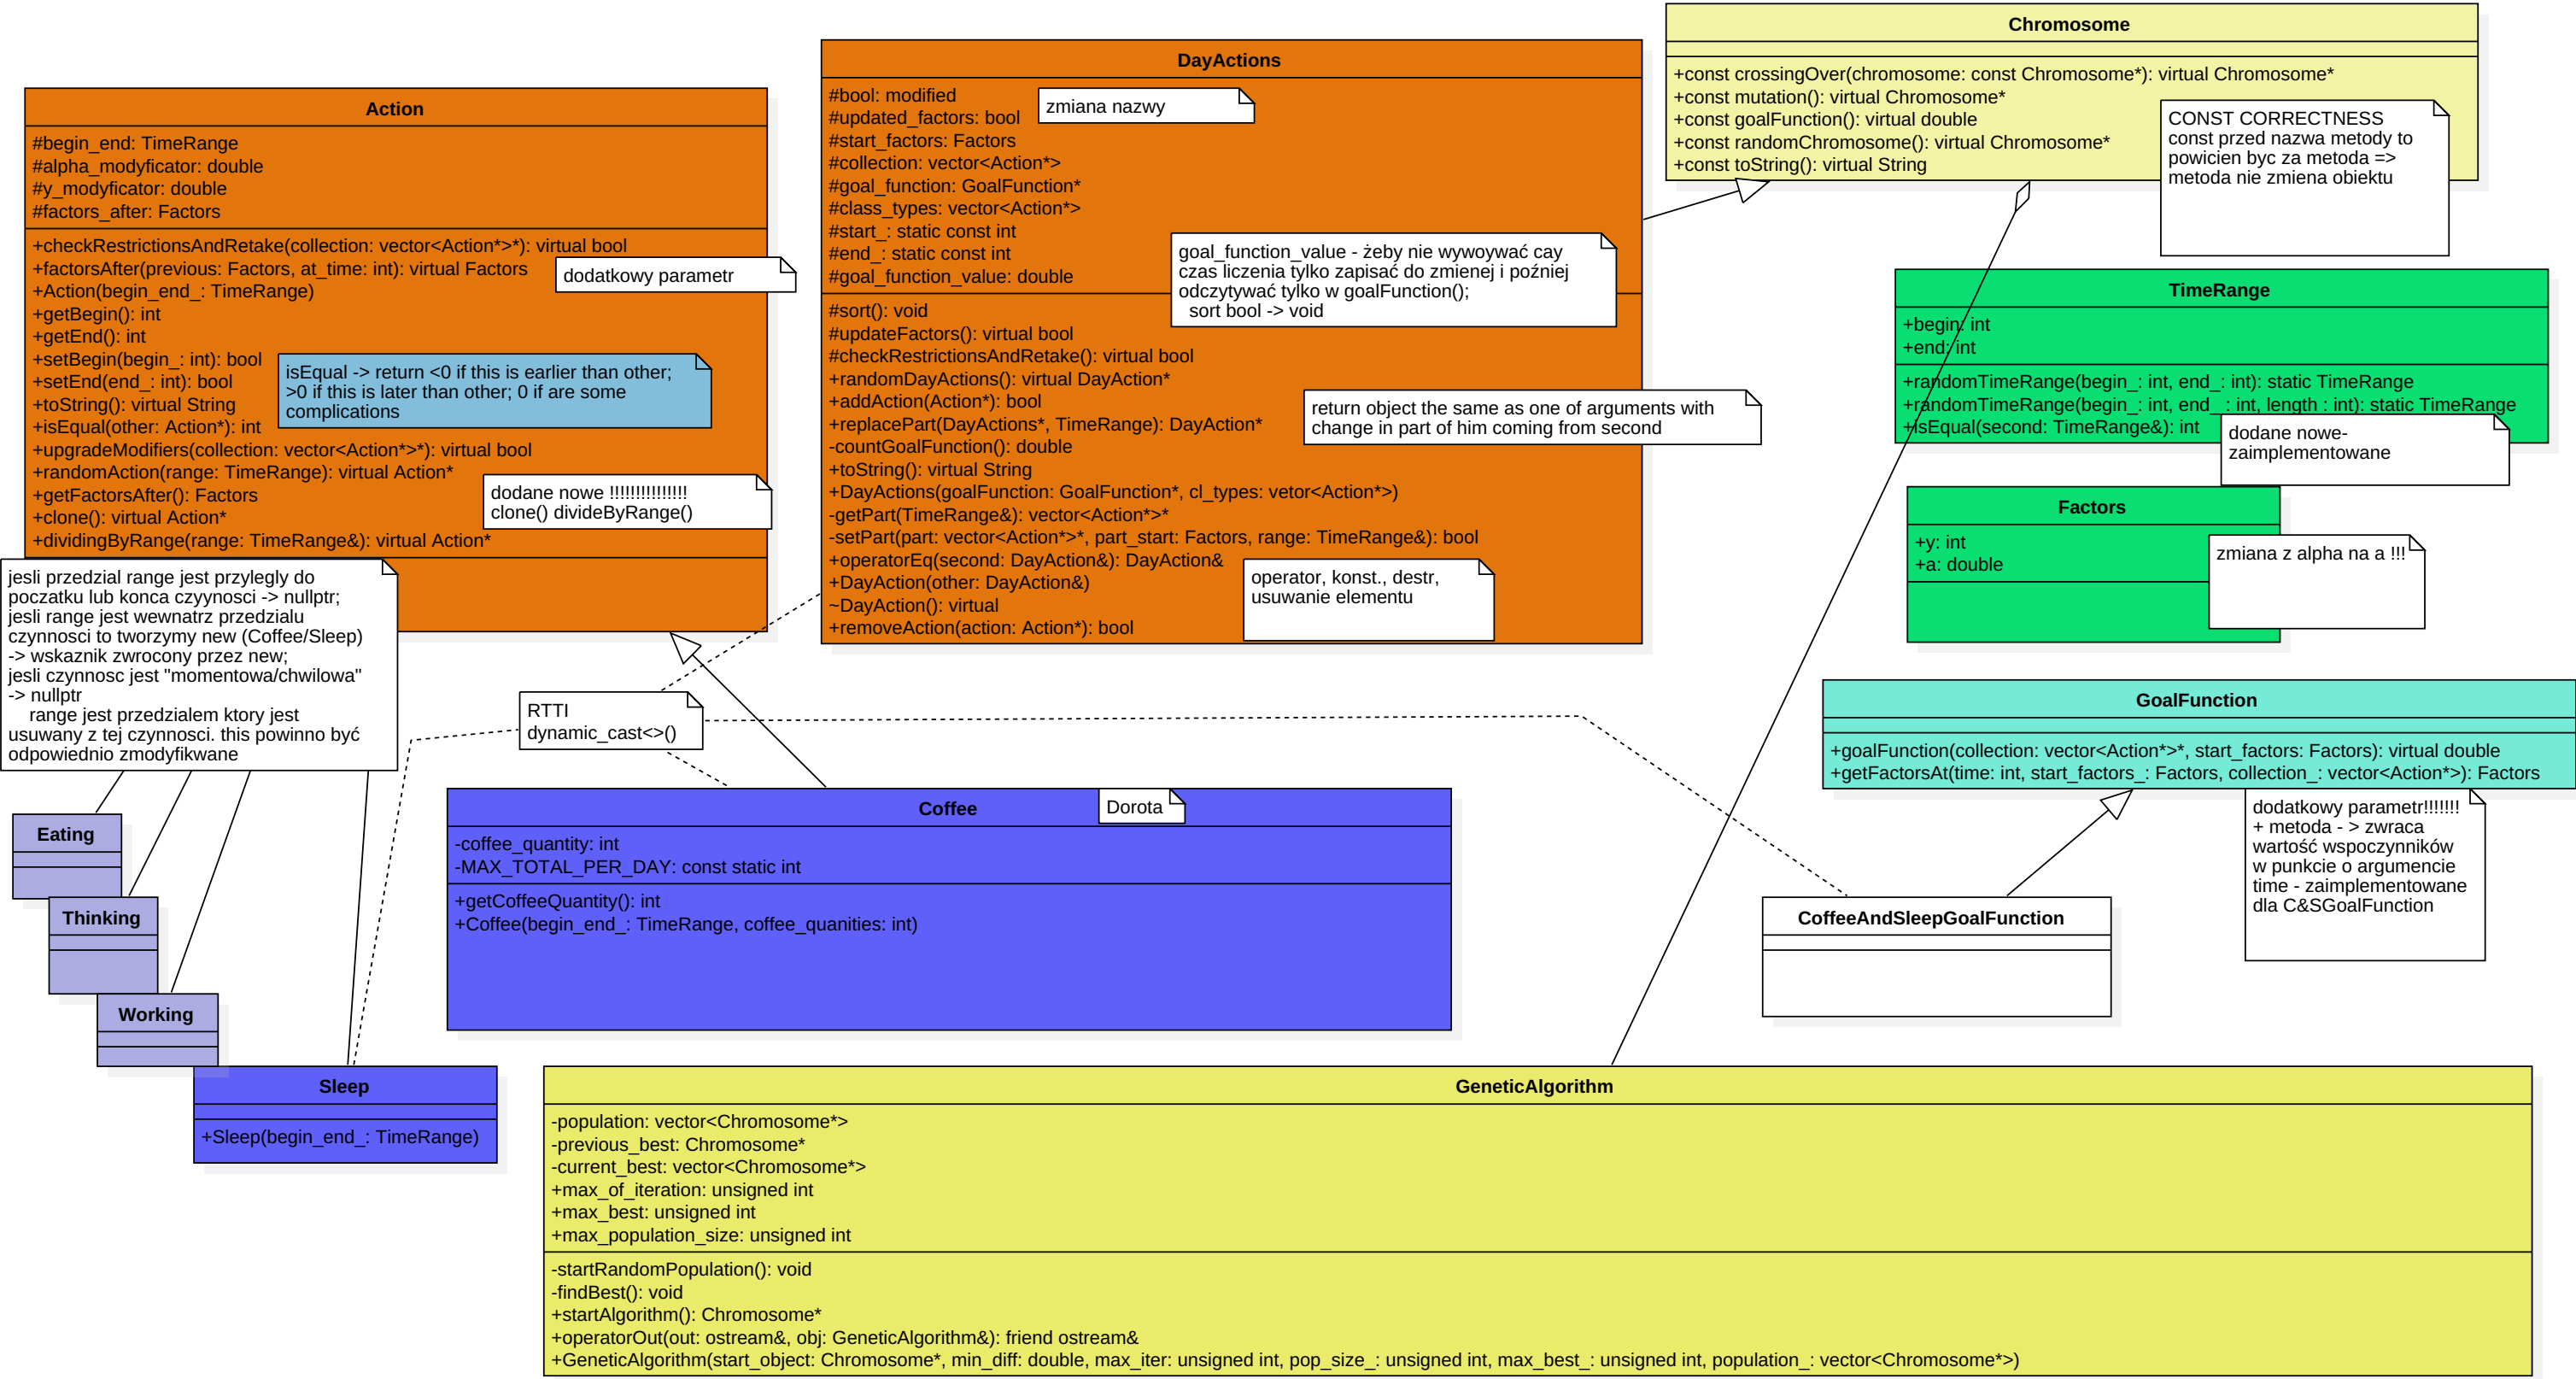 Chromosome
+const crossingOver(chromosome: const Chromosome*): virtual Chromosome*
+const mutation(): virtual Chromosome*
+const goalFunction(): virtual double
+const randomChromosome(): virtual Chromosome*
+const toString(): virtual String
CONST CORRECTNESS
const przed nazwa metody to
powicien byc za metoda =>
metoda nie zmiena obiektu
DayActions
#bool: modified
#updated_factors: bool
#start_factors: Factors
#collection: vector<Action*>
#goal_function: GoalFunction*
#class_types: vector<Action*>
#start_: static const int
#end_: static const int
#goal_function_value: double
zmiana nazwy
goal_function_value - żeby nie wywoywać cay
czas liczenia tylko zapisać do zmienej i poźniej
odczytywać tylko w goalFunction();
sort bool -> void
#sort(): void
#updateFactors(): virtual bool
#checkRestrictionsAndRetake(): virtual bool
+randomDayActions(): virtual DayAction*
+addAction(Action*): bool
+replacePart(DayActions*, TimeRange): DayAction*
-countGoalFunction(): double
+toString(): virtual String
+DayActions(goalFunction: GoalFunction*, cl_types: vetor<Action*>)
-getPart(TimeRange&): vector<Action*>*
-setPart(part: vector<Action*>*, part_start: Factors, range: TimeRange&): bool
+operatorEq(second: DayAction&): DayAction&
+DayAction(other: DayAction&)
~DayAction(): virtual
+removeAction(action: Action*): bool
return object the same as one of arguments with
change in part of him coming from second
operator, konst., destr,
usuwanie elementu
Action
#begin_end: TimeRange
#alpha_modyficator: double
#y_modyficator: double
#factors_after: Factors
+checkRestrictionsAndRetake(collection: vector<Action*>*): virtual bool
+factorsAfter(previous: Factors, at_time: int): virtual Factors
+Action(begin_end_: TimeRange)
+getBegin(): int
+getEnd(): int
+setBegin(begin_: int): bool
+setEnd(end_: int): bool
+toString(): virtual String
+isEqual(other: Action*): int
+upgradeModifiers(collection: vector<Action*>*): virtual bool
+randomAction(range: TimeRange): virtual Action*
+getFactorsAfter(): Factors
+clone(): virtual Action*
+dividingByRange(range: TimeRange&): virtual Action*
dodatkowy parametr
isEqual -> return <0 if this is earlier than other;
>0 if this is later than other; 0 if are some
complications
dodane nowe !!!!!!!!!!!!!!!
clone() divideByRange()
jesli przedzial range jest przylegly do
poczatku lub konca czyynosci -> nullptr;
jesli range jest wewnatrz przedzialu
czynnosci to tworzymy new (Coffee/Sleep)
-> wskaznik zwrocony przez new;
jesli czynnosc jest "momentowa/chwilowa"
-> nullptr
range jest przedzialem ktory jest
usuwany z tej czynnosci. this powinno być
odpowiednio zmodyfikwane
TimeRange
+begin: int
+end: int
+randomTimeRange(begin_: int, end_: int): static TimeRange
+randomTimeRange(begin_: int, end_ : int, length : int): static TimeRange
+isEqual(second: TimeRange&): int
dodane nowe-
zaimplementowane
Factors
+y: int
+a: double
zmiana z alpha na a !!!
GoalFunction
+goalFunction(collection: vector<Action*>*, start_factors: Factors): virtual double
+getFactorsAt(time: int, start_factors_: Factors, collection_: vector<Action*>): Factors
dodatkowy parametr!!!!!!!
+ metoda - > zwraca
wartość wspoczynników
w punkcie o argumencie
time - zaimplementowane
dla C&SGoalFunction
RTTI
dynamic_cast<>()
CoffeeAndSleepGoalFunction
Coffee
Dorota
-coffee_quantity: int
-MAX_TOTAL_PER_DAY: const static int
+getCoffeeQuantity(): int
+Coffee(begin_end_: TimeRange, coffee_quanities: int)
Eating
Thinking
Working
Sleep
+Sleep(begin_end_: TimeRange)
GeneticAlgorithm
-population: vector<Chromosome*>
-previous_best: Chromosome*
-current_best: vector<Chromosome*>
+max_of_iteration: unsigned int
+max_best: unsigned int
+max_population_size: unsigned int
-startRandomPopulation(): void
-findBest(): void
+startAlgorithm(): Chromosome*
+operatorOut(out: ostream&, obj: GeneticAlgorithm&): friend ostream&
+GeneticAlgorithm(start_object: Chromosome*, min_diff: double, max_iter: unsigned int, pop_size_: unsigned int, max_best_: unsigned int, population_: vector<Chromosome*>)